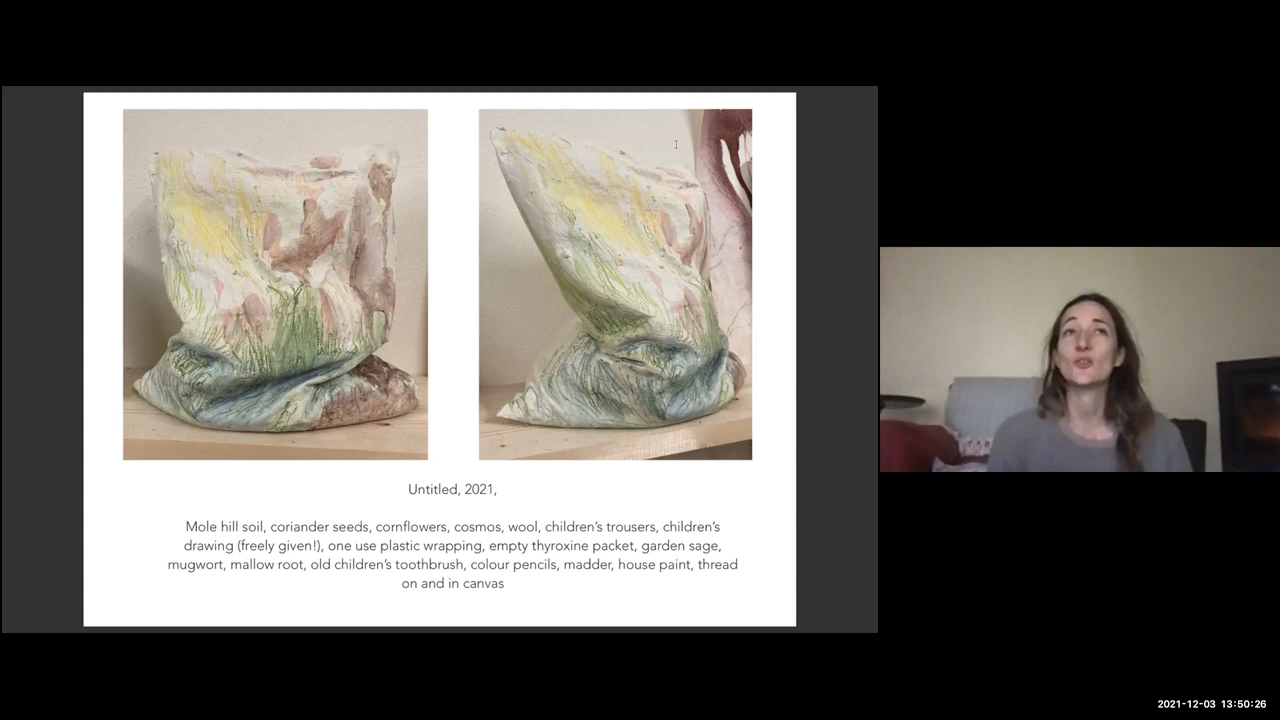 Untitled, 2021,
Mole hill soil, coriander seeds, cornflowers, cosmos, wool, children’s trousers, children’s
drawing (freely given!), one use plastic wrapping, empty thyroxine packet, garden sage,
mugwort, mallow root, old children’s toothbrush, colour pencils, madder, house paint, thread
on and in canvas
2021-12-03 13:50:26